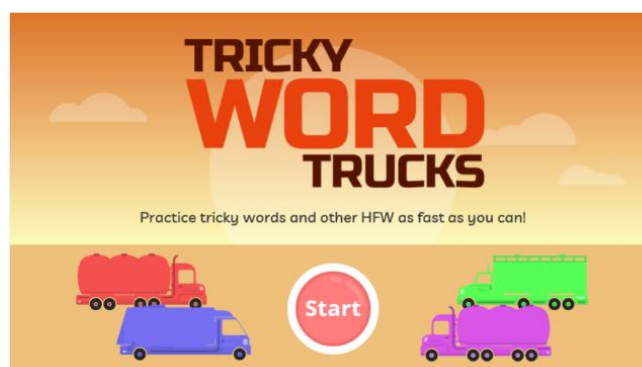 TRICKY
WORD
TRUCKS
Practice tricky words and other HFW as fast as you can!
Start